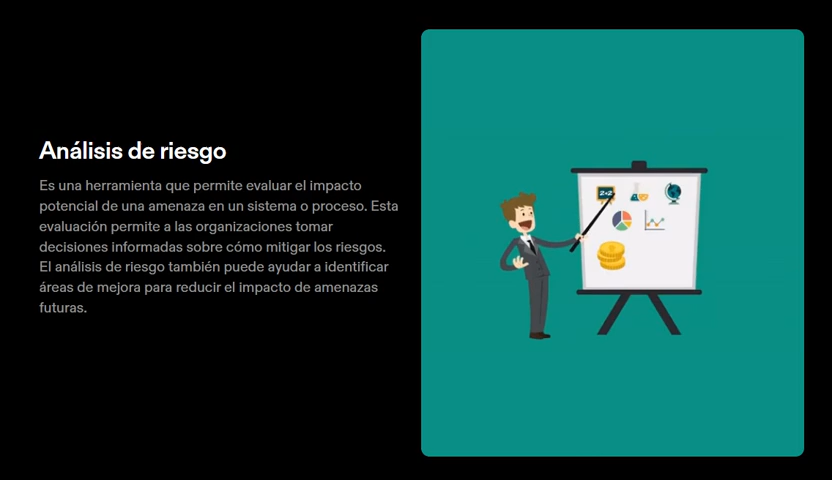 Análisis de riesgo
Es una herramienta que permite evaluar el impacto
potencial de una amenaza en un sistema o proceso. Esta
evaluación permite a las organizaciones tomar
decisiones informadas sobre cómo mitigar los riesgos.
El análisis de riesgo también puede ayudar a identificar
áreas de mejora para reducir el impacto de amenazas
futuras.
2×2